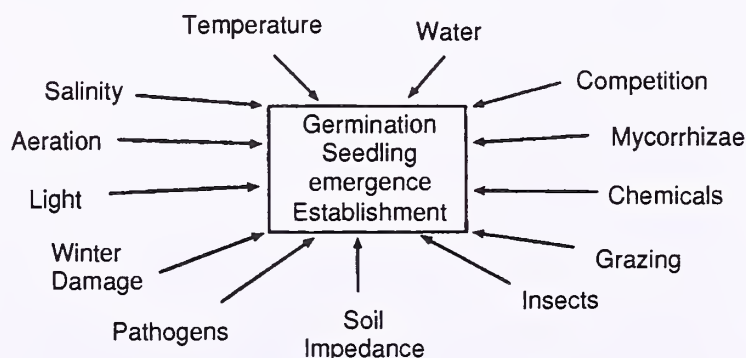 Temperature
Water
Salinity
Competition
Aeration
Mycorrhizae
Light
Chemicals
Winter
Damage
Grazing
Pathogens
Soil
Impedance
Insects
Germination
Seedling
emergence
Establishment